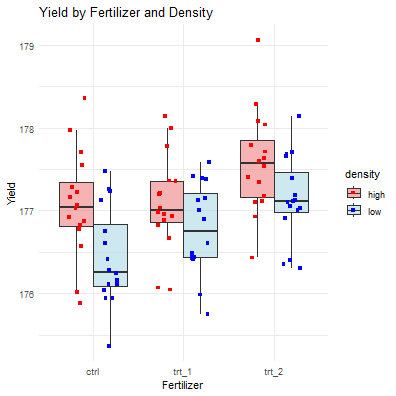 Yield by Fertilizer and Density
179
178
177
176
Yield
ctrl
trt_1
trt_2
Fertilizer
density
high
low